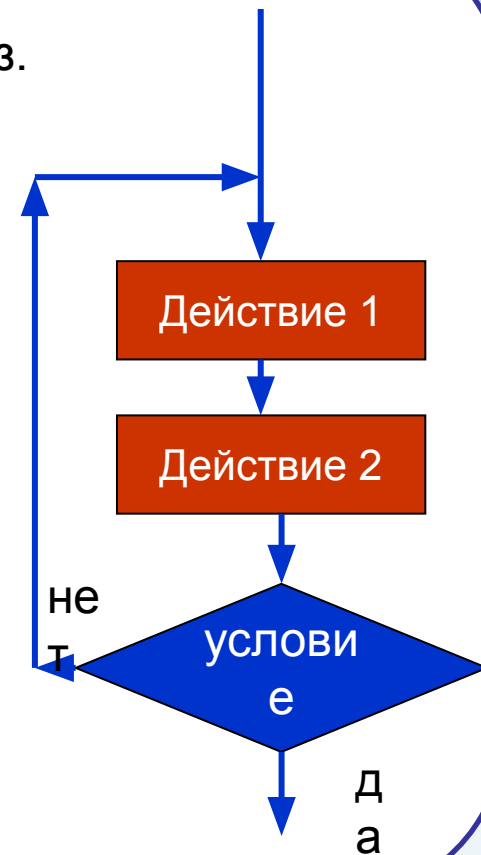 з.
Действие 1
Действие 2
не
т
услови
е
д
а